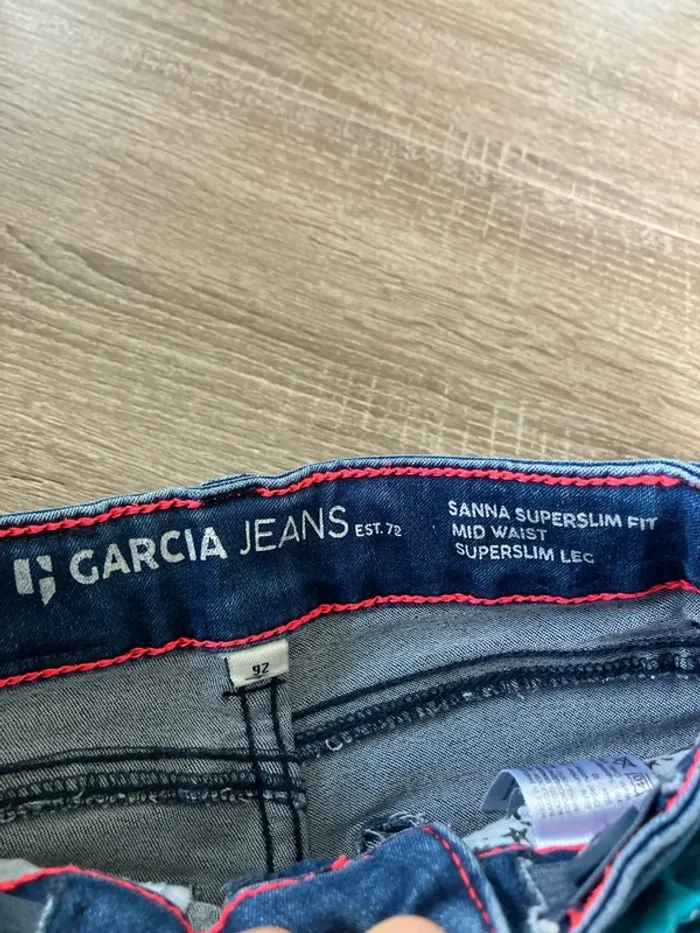 GARCIA JEANS EST. 72
SANNA SUPERSLIM FIT
MID WAIST
SUPERSLIM LEG
92